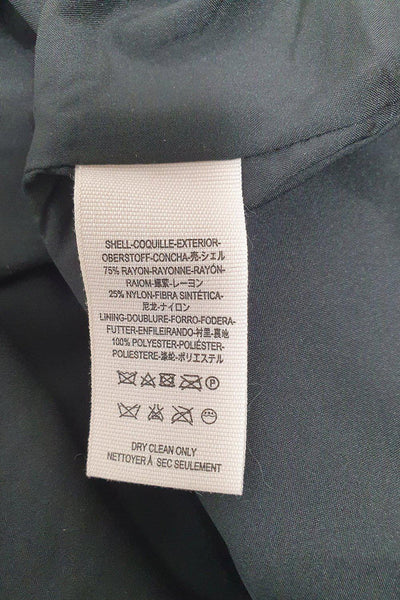 SHELL-COQUILLE-EXTERIOR-
OBERSTOFF-CONCHA-売-シェル
75% RAYON-RAYONNE-RAYÓN-
RAIOM-嫘萦-レーヨン
25% NYLON-FIBRA SINTÉTICA-
尼龙-ナイロン
LINING-DOUBLURE-FORRO-FODERA-
FUTTER-ENFILEIRANDO-衬里-裏地
100% POLYESTER-POLIÉSTER-
POLIESTERE-涤纶-ポリエステル
P
DRY CLEAN ONLY
NETTOYER À SEC SEULEMENT